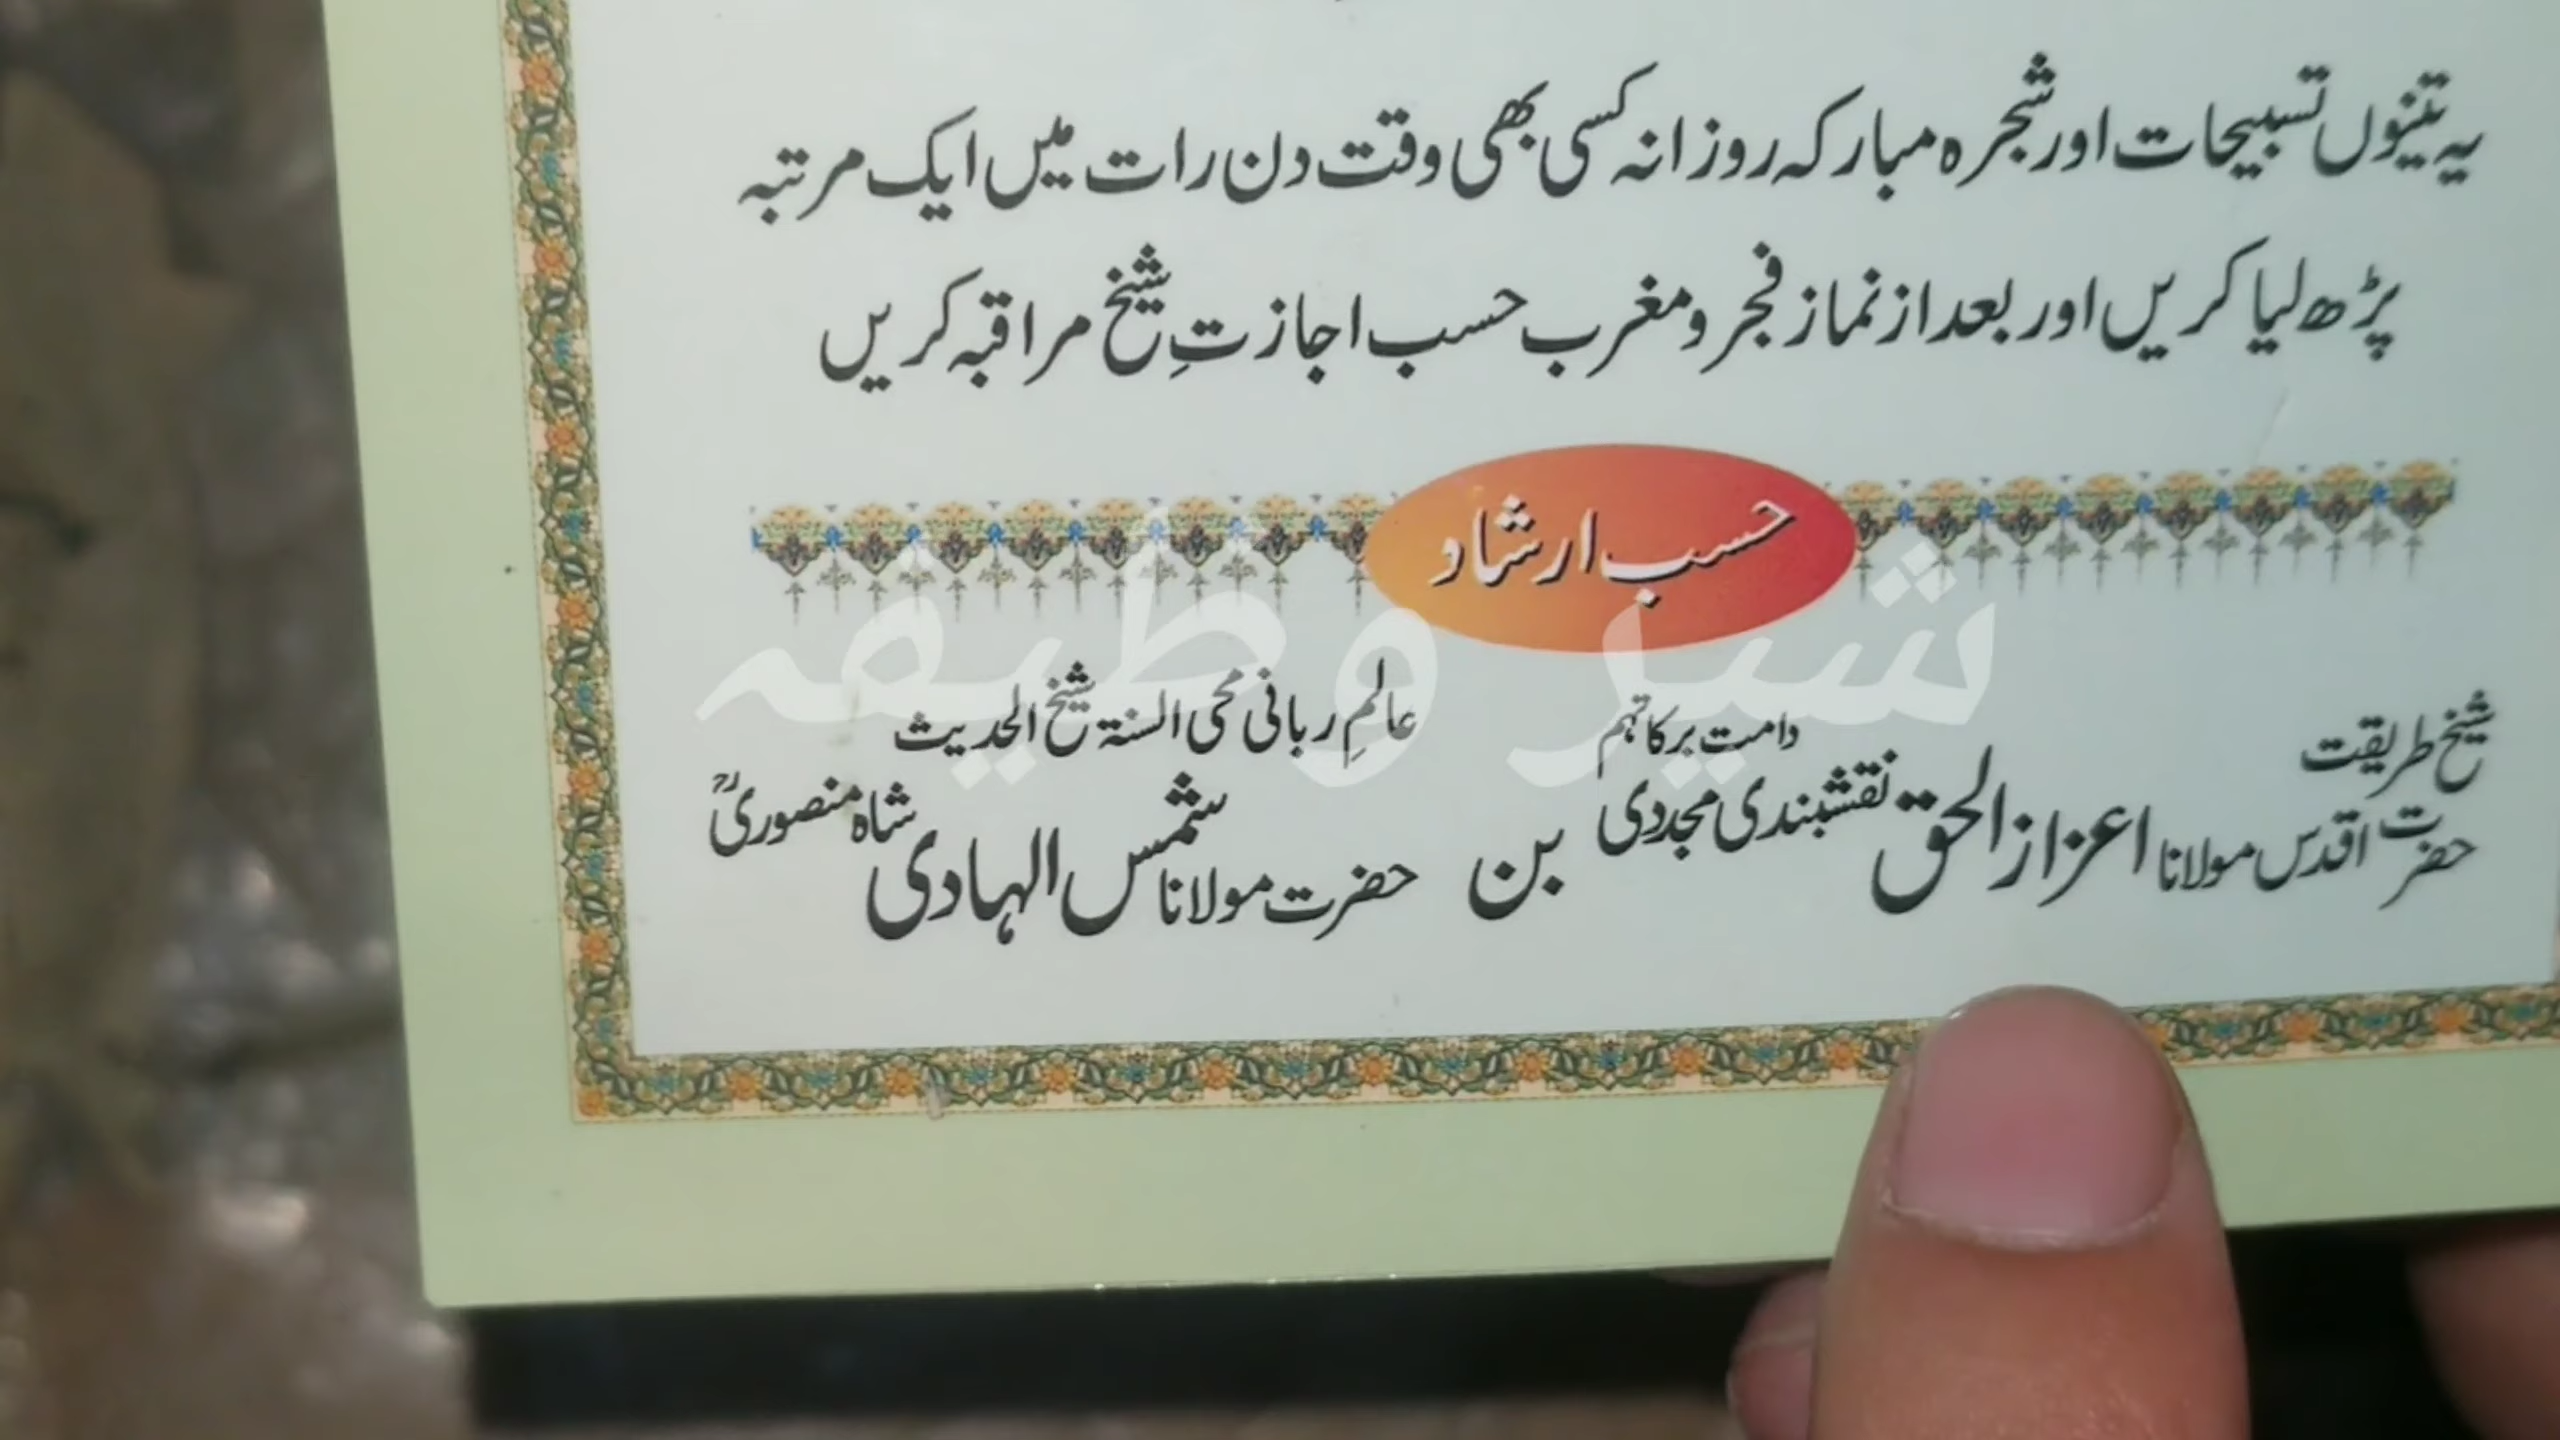 یہ تینوں تسبیحات اور شجرہ مبارکہ روزانہ کسی بھی وقت دن رات میں ایک مرتبہ
پڑھ لیا کریں اور بعد از نماز فجر و مغرب حسب اجازتِ شیخ مراقبہ کریں
حسب ارشاد
شیر وظیفہ
شیخ طریقت
حضرت اقدس مولانا اعزاز الحق نقشبندی مجددی دامت برکاتہم
بن
عالمِ ربانی محی السنۃ شیخ الحدیث
حضرت مولانا شمس الہادی شاہ منصوریؒ